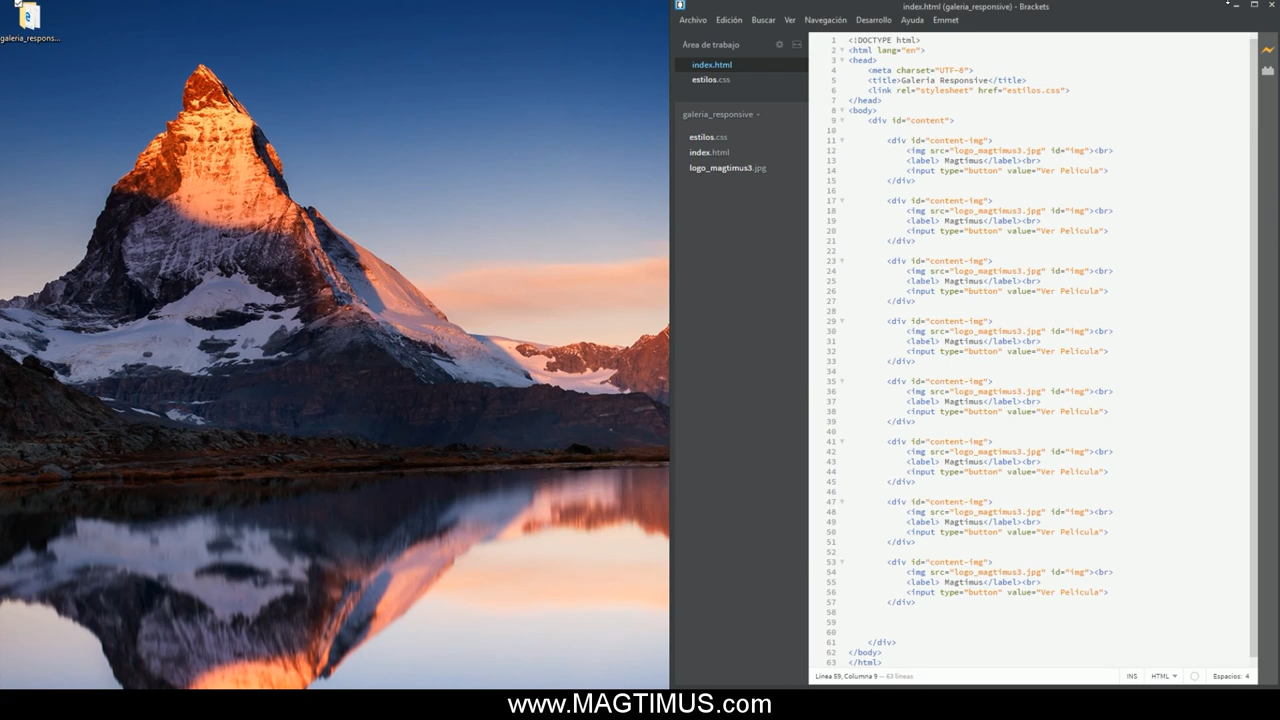 galeria_respons...
index.html (galeria_responsive) - Brackets
Archivo Edición Buscar Ver Navegación Desarrollo Ayuda Emmet
Área de trabajo
index.html
estilos.css
galeria_responsive
estilos.css
index.html
logo_magtimus3.jpg
1 <!DOCTYPE html>
2 <html lang="en">
3 <head>
4 <meta charset="UTF-8">
5 <title>Galeria Responsive</title>
6 <link rel="stylesheet" href="estilos.css">
7 </head>
8 <body>
9 <div id="content">
10
11 <div id="content-img">
12 <img src="logo_magtimus3.jpg" id="img"><br>
13 <label> Magtimus</label><br>
14 <input type="button" value="Ver Pelicula">
15 </div>
16
17 <div id="content-img">
18 <img src="logo_magtimus3.jpg" id="img"><br>
19 <label> Magtimus</label><br>
20 <input type="button" value="Ver Pelicula">
21 </div>
22
23 <div id="content-img">
24 <img src="logo_magtimus3.jpg" id="img"><br>
25 <label> Magtimus</label><br>
26 <input type="button" value="Ver Pelicula">
27 </div>
28
29 <div id="content-img">
30 <img src="logo_magtimus3.jpg" id="img"><br>
31 <label> Magtimus</label><br>
32 <input type="button" value="Ver Pelicula">
33 </div>
34
35 <div id="content-img">
36 <img src="logo_magtimus3.jpg" id="img"><br>
37 <label> Magtimus</label><br>
38 <input type="button" value="Ver Pelicula">
39 </div>
40
41 <div id="content-img">
42 <img src="logo_magtimus3.jpg" id="img"><br>
43 <label> Magtimus</label><br>
44 <input type="button" value="Ver Pelicula">
45 </div>
46
47 <div id="content-img">
48 <img src="logo_magtimus3.jpg" id="img"><br>
49 <label> Magtimus</label><br>
50 <input type="button" value="Ver Pelicula">
51 </div>
52
53 <div id="content-img">
54 <img src="logo_magtimus3.jpg" id="img"><br>
55 <label> Magtimus</label><br>
56 <input type="button" value="Ver Pelicula">
57 </div>
58
59
60
61 </div>
62 </body>
63 </html>
Línea 59, Columna 9 — 63 líneas INS HTML Espacios: 4
www.MAGTIMUS.com